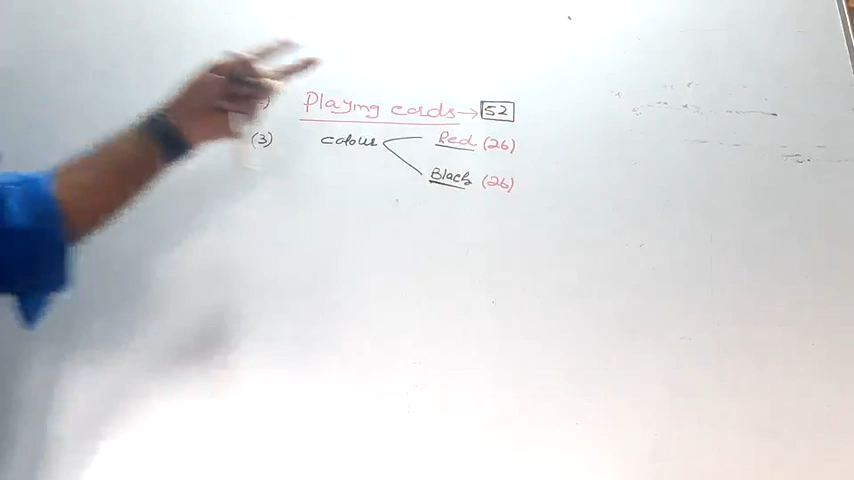 Playing cards → 52
(3) colour Red (26)
Black (26)